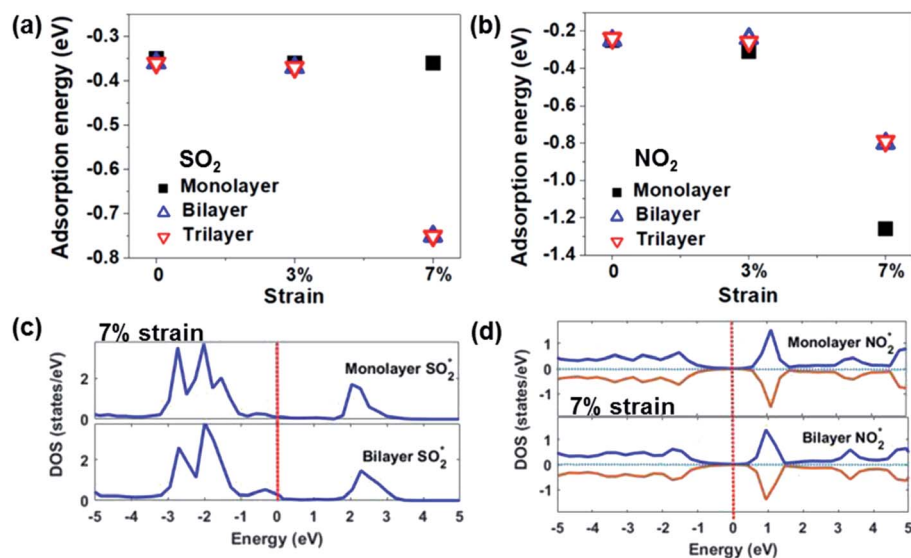 (a)
Adsorption energy (eV)
-0.3
-0.4
-0.5
-0.6
-0.7
-0.8
SO₂
Monolayer
Bilayer
Trilayer
0 3% 7%
Strain
(b)
Adsorption energy (eV)
-0.2
-0.4
-0.6
-0.8
-1.0
-1.2
-1.4
NO₂
Monolayer
Bilayer
Trilayer
0 3% 7%
Strain
(c)
7% strain
DOS (states/eV)
2
0
Monolayer SO₂*
2
0
Bilayer SO₂*
-5 -4 -3 -2 -1 0 1 2 3 4 5
Energy (eV)
(d)
DOS (states/eV)
1
0
-1
Monolayer NO₂*
7% strain
1
0
-1
Bilayer NO₂*
-5 -4 -3 -2 -1 0 1 2 3 4 5
Energy (eV)